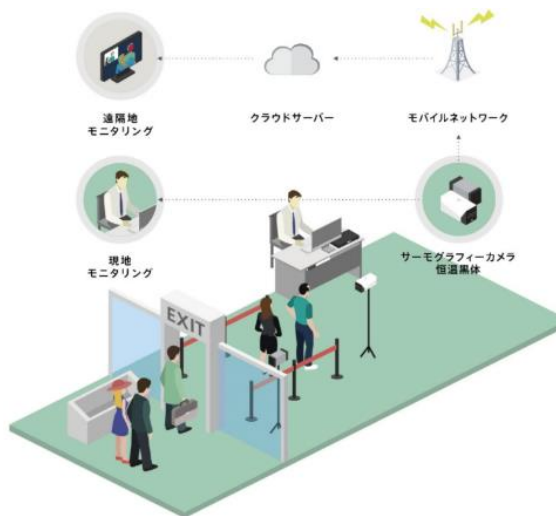 遠隔地
モニタリング
クラウドサーバー
モバイルネットワーク
現地
モニタリング
サーモグラフィーカメラ
恒温黒体
EXIT